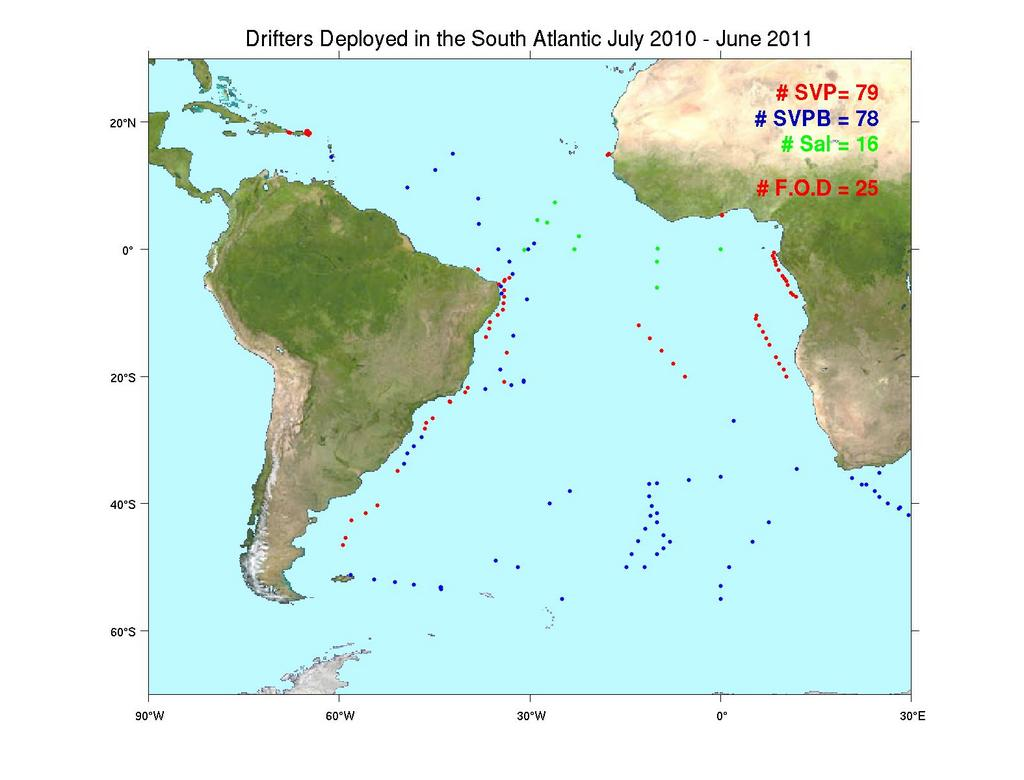 Drifters Deployed in the South Atlantic July 2010 - June 2011
# SVP= 79
# SVPB = 78
# Sal = 16
# F.O.D = 25
20°N
0°
20°S
40°S
60°S
90°W 60°W 30°W 0° 30°E